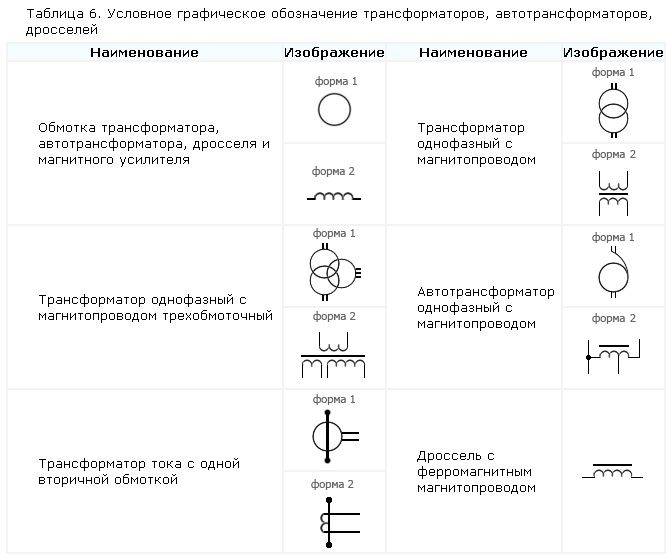 Таблица 6. Условное графическое обозначение трансформаторов, автотрансформаторов,
дросселей
Наименование Изображение Наименование Изображение
Обмотка трансформатора,
автотрансформатора, дросселя и
магнитного усилителя
форма 1
форма 2
Трансформатор
однофазный с
магнитопроводом
форма 1
форма 2
Трансформатор однофазный с
магнитопроводом трехобмоточный
форма 1
форма 2
Автотрансформатор
однофазный с
магнитопроводом
форма 1
форма 2
Трансформатор тока с одной
вторичной обмоткой
форма 1
форма 2
Дроссель с
ферромагнитным
магнитопроводом